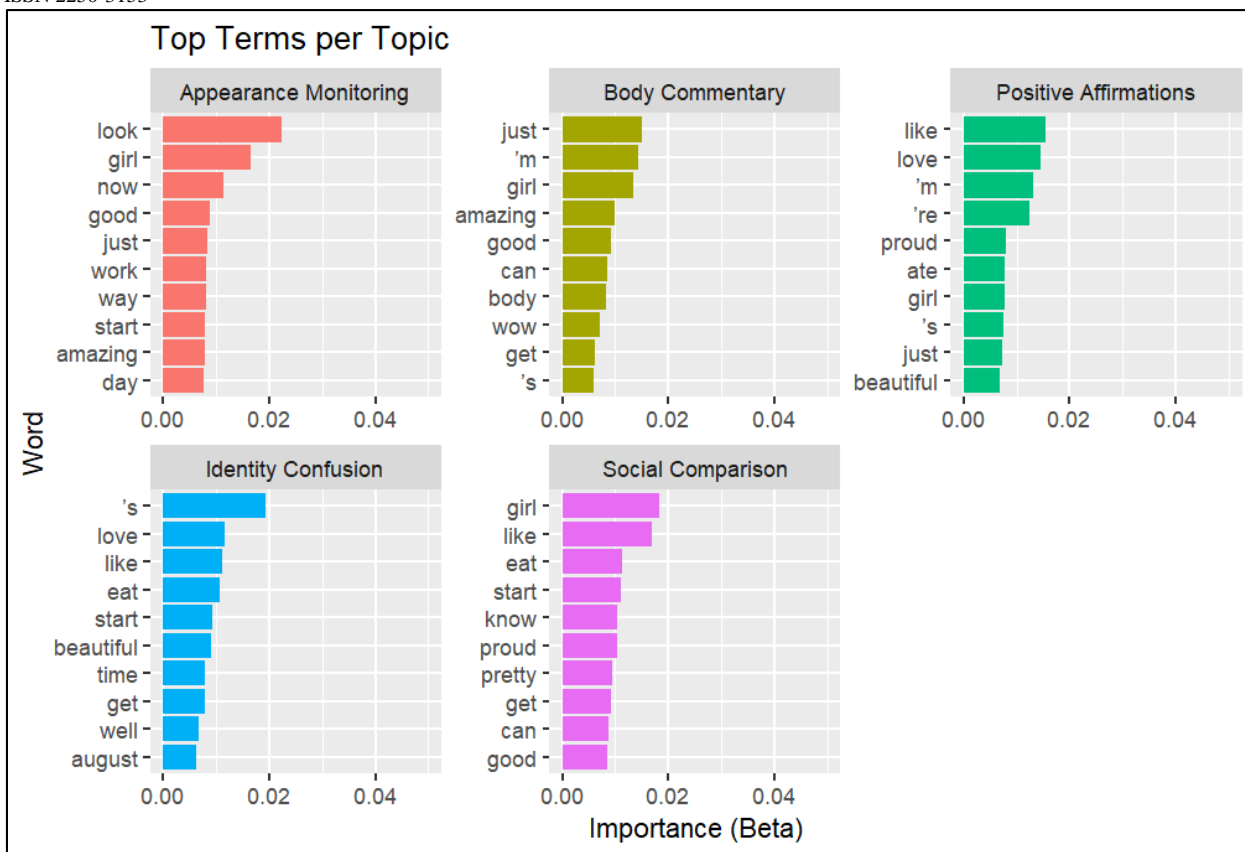 ISSN 2250-3153
Top Terms per Topic
Appearance Monitoring
look
girl
now
good
just
work
way
start
amazing
day
0.00 0.02 0.04
Body Commentary
just
’m
girl
amazing
good
can
body
wow
get
’s
0.00 0.02 0.04
Positive Affirmations
like
love
’m
’re
proud
ate
girl
’s
just
beautiful
0.00 0.02 0.04
Word
Identity Confusion
’s
love
like
eat
start
beautiful
time
get
well
august
0.00 0.02 0.04
Social Comparison
girl
like
eat
start
know
proud
pretty
get
can
good
0.00 0.02 0.04
Importance (Beta)